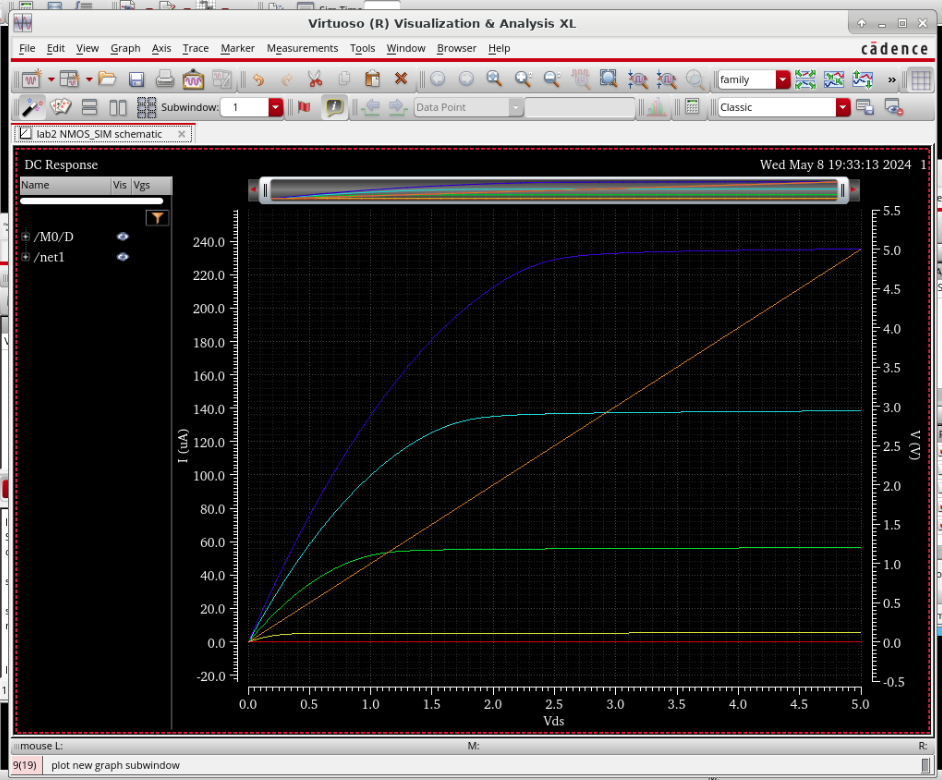 Virtuoso (R) Visualization & Analysis XL
File Edit View Graph Axis Trace Marker Measurements Tools Window Browser Help
cādence
family
»
Subwindow: 1
Data Point
Classic
lab2 NMOS_SIM schematic
DC Response
Wed May 8 19:33:13 2024 1
Name Vis Vgs
/M0/D
/net1
I (uA)
240.0
220.0
200.0
180.0
160.0
140.0
120.0
100.0
80.0
60.0
40.0
20.0
0.0
-20.0
5.5
5.0
4.5
4.0
3.5
3.0
2.5
2.0
1.5
1.0
0.5
0.0
-0.5
V (V)
0.0 0.5 1.0 1.5 2.0 2.5 3.0 3.5 4.0 4.5 5.0
Vds
mouse L: M: R:
9(19) plot new graph subwindow